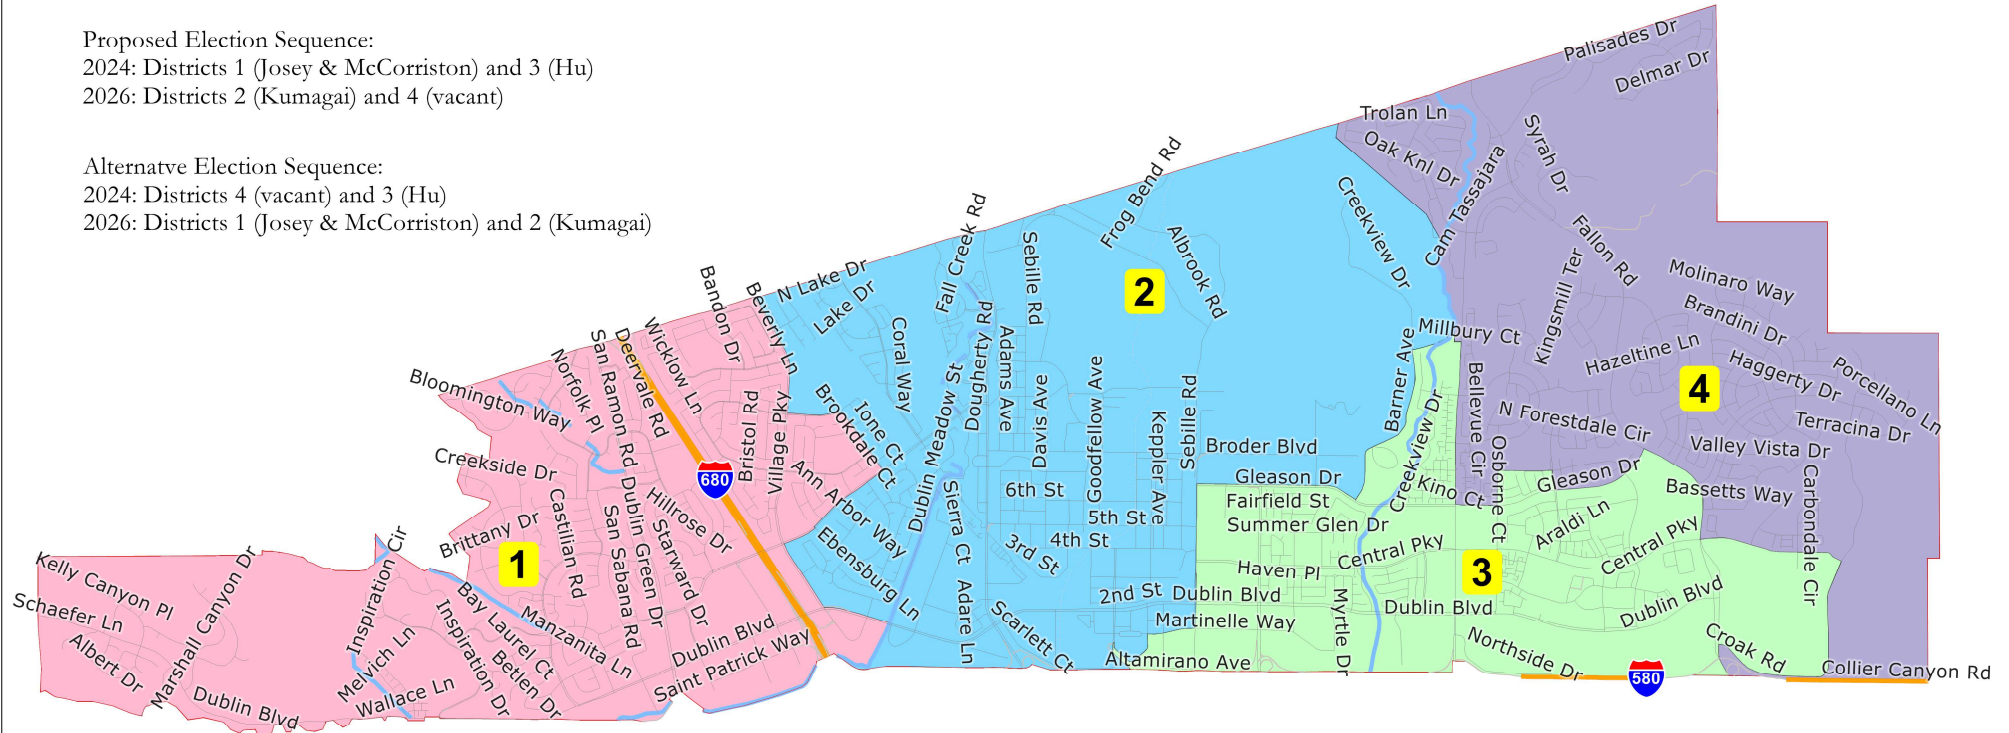 Proposed Election Sequence:
2024: Districts 1 (Josey & McCorriston) and 3 (Hu)
2026: Districts 2 (Kumagai) and 4 (vacant)
Alternatve Election Sequence:
2024: Districts 4 (vacant) and 3 (Hu)
2026: Districts 1 (Josey & McCorriston) and 2 (Kumagai)
Palisades Dr
Delmar Dr
Trolan Ln
Oak Knl Dr
Syrah Dr
Cam Tassajara
Creekview Dr
Frog Bend Rd
Albrook Rd
Fallon Rd
Kingsmill Ter
Molinaro Way
Brandini Dr
Hazeltine Ln
Haggerty Dr
Porcellano Ln
Terracina Dr
4
N Forestdale Cir
Valley Vista Dr
Bassetts Way
Carbondale Cir
Millbury Ct
Bellevue Cir
Osborne Ct
Barner Ave
Creekview Dr
Kino Ct
Gleason Dr
Araldi Ln
Central Pky
Dublin Blvd
Croak Rd
Collier Canyon Rd
580
Northside Dr
3
Dublin Blvd
Central Pky
Myrtle Dr
Haven Pl
Summer Glen Dr
Fairfield St
Gleason Dr
Broder Blvd
Dublin Blvd
Martinelle Way
Altamirano Ave
2
Sebille Rd
Fall Creek Rd
N Lake Dr
Lake Dr
Coral Way
Dougherty Rd
Adams Ave
Davis Ave
Goodfellow Ave
Keppler Ave
Sebille Rd
6th St
5th St
4th St
3rd St
2nd St
Scarlett Ct
Adare Ln
Sierra Ct
Dublin Meadow St
Ione Ct
Brookdale Ct
Ann Arbor Way
Ebensburg Ln
Beverly Ln
Bandon Dr
Wicklow Ln
Deervale Rd
San Ramon Rd
Norfolk Pl
Bloomington Way
Bristol Rd
Village Pky
680
Creekside Dr
Hillrose Dr
Starward Dr
Dublin Green Dr
San Sabana Rd
Castilian Rd
Brittany Dr
1
Inspiration Cir
Bay Laurel Ct
Manzanita Ln
Inspiration Dr
Betlen Dr
Dublin Blvd
Saint Patrick Way
Melvich Ln
Wallace Ln
Marshall Canyon Dr
Kelly Canyon Pl
Schaefer Ln
Albert Dr
Dublin Blvd